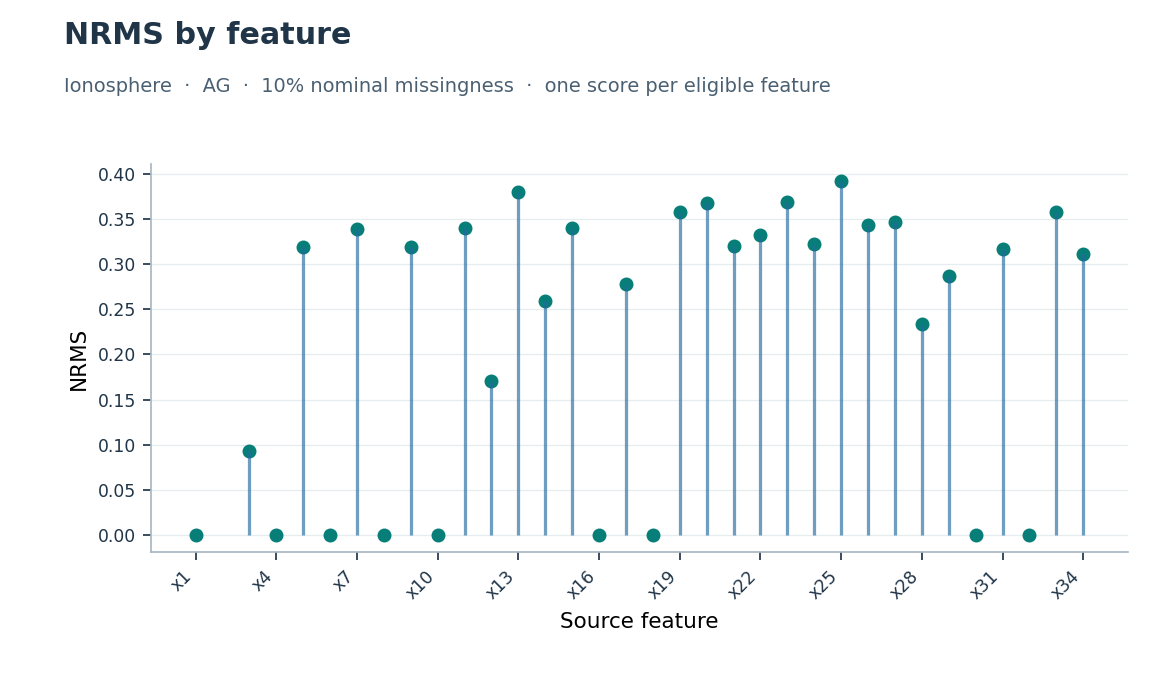 NRMS by feature
Ionosphere · AG · 10% nominal missingness · one score per eligible feature
0.40
0.35
0.30
0.25
0.20
0.15
0.10
0.05
0.00
NRMS
x1 x4 x7 x10 x13 x16 x19 x22 x25 x28 x31 x34
Source feature